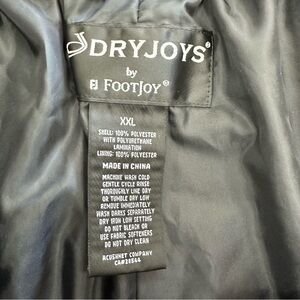 DRYJOYS®
by
FJ FOOTJOY®
XXL
SHELL: 100% POLYESTER
WITH POLYURETHANE
LAMINATION
LINING: 100% POLYESTER
MADE IN CHINA
MACHINE WASH COLD
GENTLE CYCLE RINSE
THOROUGHLY LINE DRY
OR TUMBLE DRY LOW
REMOVE IMMEDIATELY
WASH DARKS SEPARATELY
DRY IRON LOW SETTING
DO NOT BLEACH OR
USE FABRIC SOFTENERS
DO NOT DRY CLEAN
ACUSHNET COMPANY
CA#28564